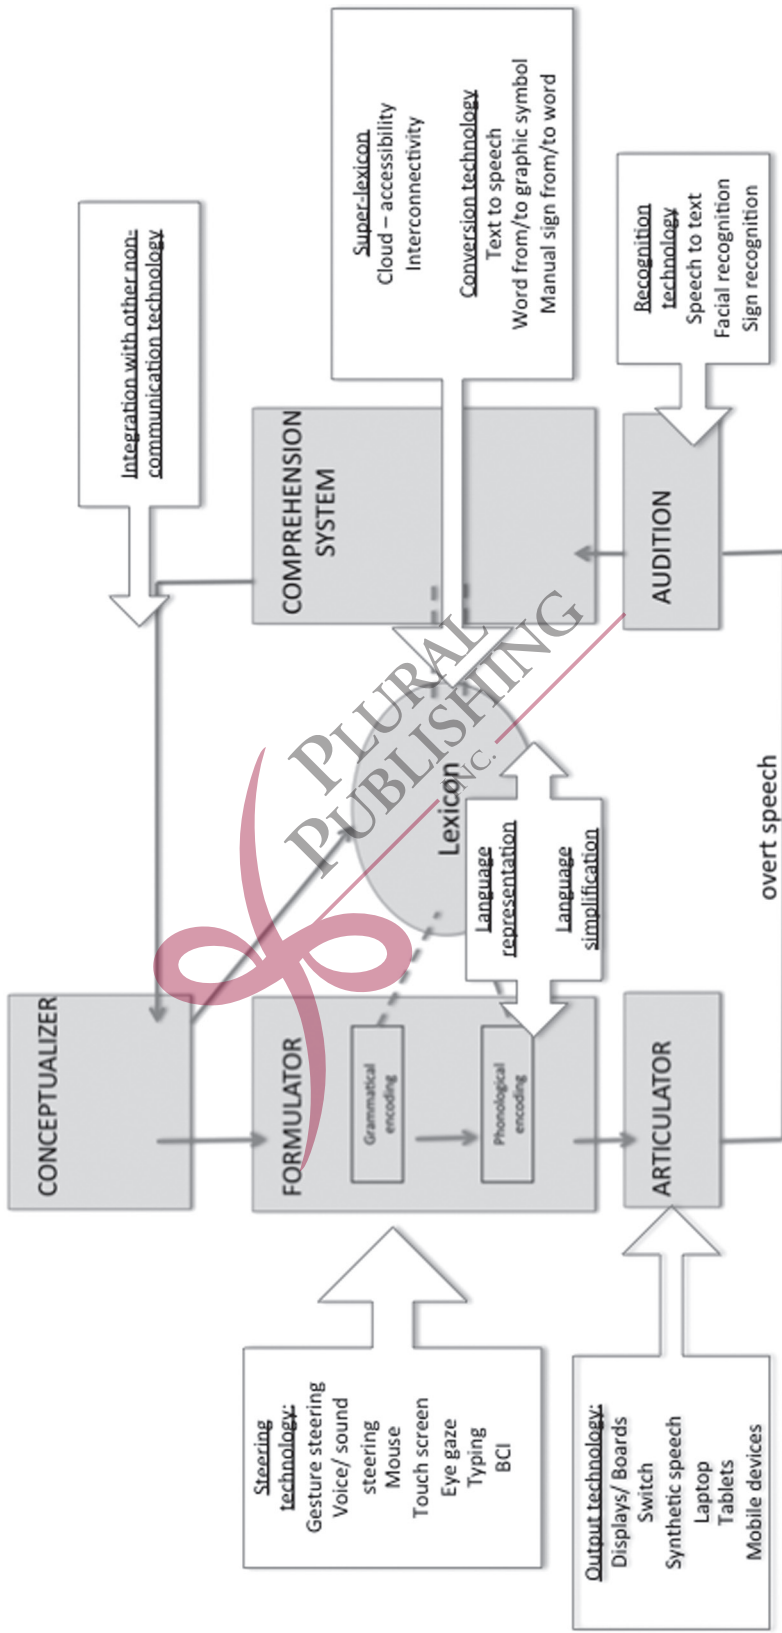 Steering
technology:
Gesture steering
Voice/ sound
steering
Mouse
Touch screen
Eye gaze
Typing
BCI
Output technology:
Displays/ Boards
Switch
Synthetic speech
Laptop
Tablets
Mobile devices
CONCEPTUALIZER
FORMULATOR
Grammatical
encoding
Phonological
encoding
ARTICULATOR
Lexicon
Language
representation
Language
simplification
overt speech
Integration with other non-
communication technology
COMPREHENSION
SYSTEM
AUDITION
Super-lexicon
Cloud – accessibility
Interconnectivity
Conversion technology
Text to speech
Word from/to graphic symbol
Manual sign from/to word
Recognition
technology
Speech to text
Facial recognition
Sign recognition
PLURAL
PUBLISHING
INC.